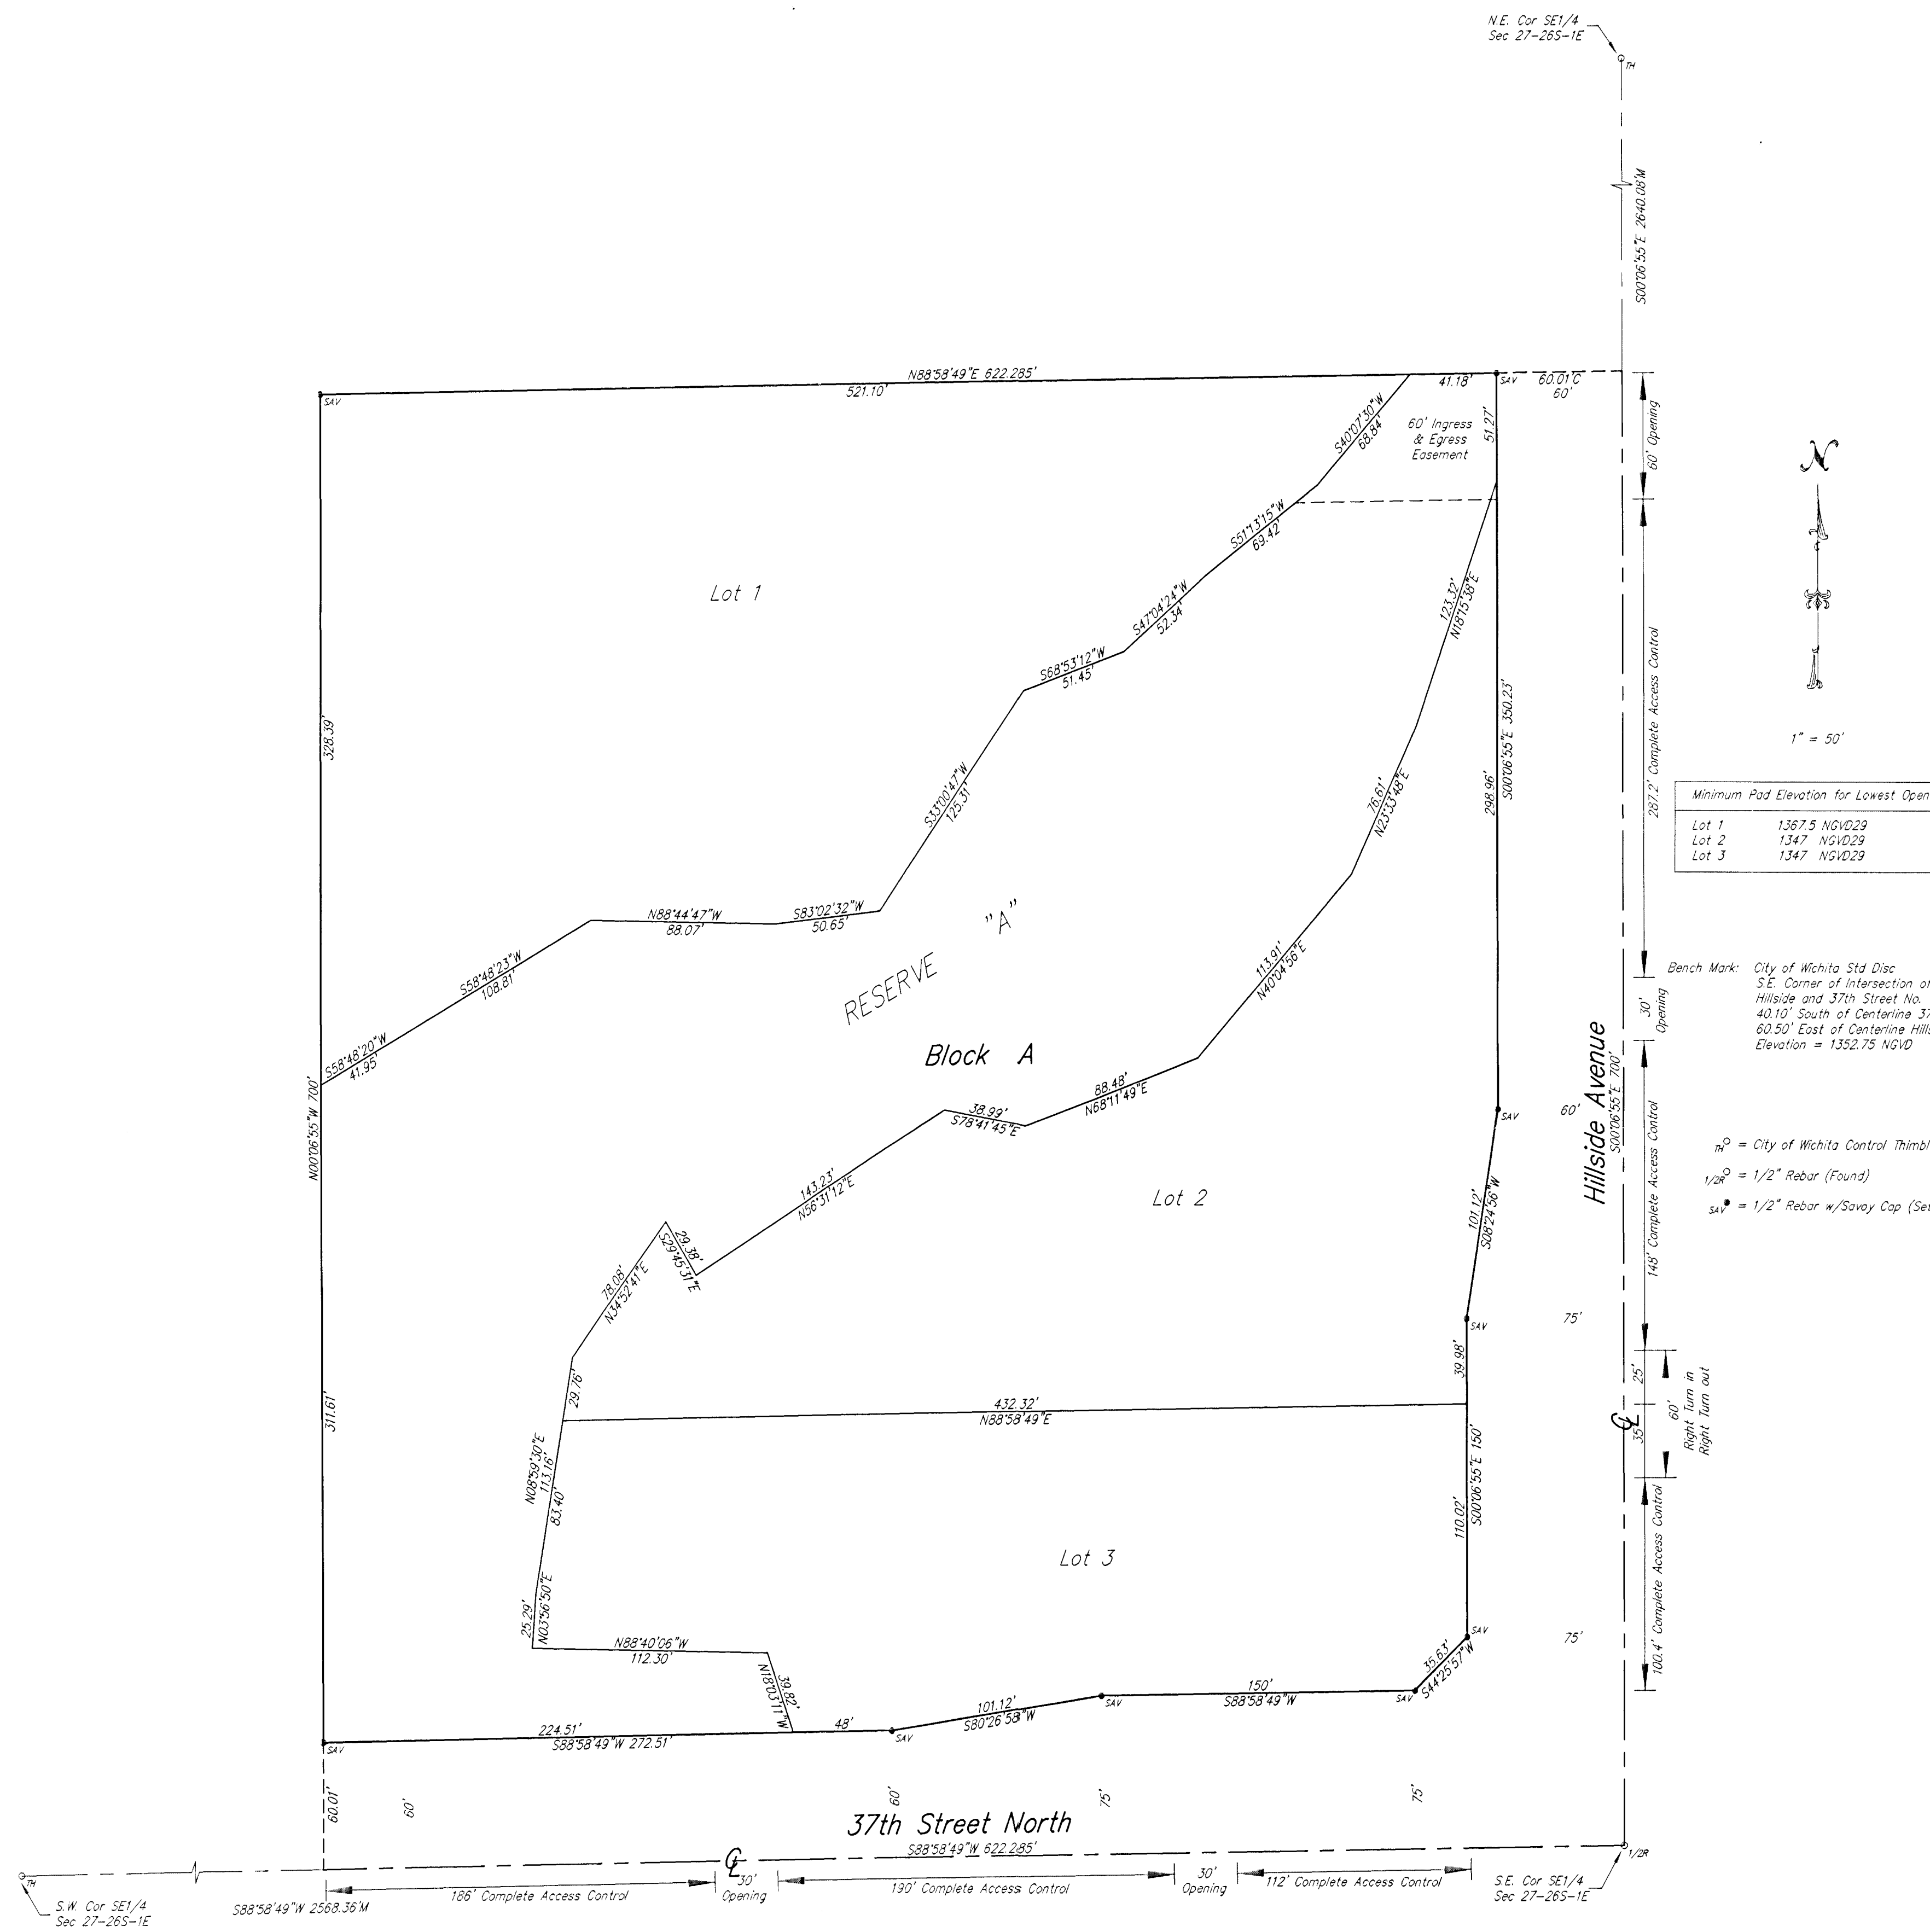 N.E. Cor SE1/4
Sec 27-26S-1E
TH
S00°06'55"E 2640.08'M
N88°58'49"E 622.285'
521.10'
41.18'
SAV
SAV
60.01'C
60'
60' Ingress
& Egress
Easement
51.27'
60' Opening
S40°07'30"W
68.84'
S51°13'15"W
69.42'
S47°04'24"W
52.34'
S68°53'12"W
51.45'
S33°00'47"W
125.31'
S83°02'32"W
50.65'
N88°44'47"W
88.07'
S58°48'23"W
108.81'
S58°48'20"W
41.95'
Lot 1
328.39'
N00°06'55"W 700'
311.61'
123.32'
N18°15'38"E
76.61'
N23°33'48"E
113.91'
N40°04'56"E
88.48'
N68°11'49"E
38.99'
S78°41'45"E
143.23'
N56°31'12"E
29.38'
S29°45'31"E
78.08'
N34°52'41"E
29.76'
RESERVE "A"
Block A
298.96'
S00°06'55"E 350.23'
287.2' Complete Access Control
N
1" = 50'
Minimum Pad Elevation for Lowest Open
Lot 1 1367.5 NGVD29
Lot 2 1347 NGVD29
Lot 3 1347 NGVD29
30'
Opening
Bench Mark: City of Wichita Std Disc
S.E. Corner of Intersection of
Hillside and 37th Street No.
40.10' South of Centerline 37
60.50' East of Centerline Hills
Elevation = 1352.75 NGVD
Hillside Avenue
S00°06'55"E 700'
SAV
60'
TH = City of Wichita Control Thimbl
1/2R = 1/2" Rebar (Found)
SAV = 1/2" Rebar w/Savoy Cap (Set
Lot 2
101.12'
S08°24'56"W
148' Complete Access Control
SAV
75'
39.98'
25'
35'
60'
Right Turn in
Right Turn out
432.32'
N88°58'49"E
N08°59'30"E
113.16'
83.40'
S00°06'55"E 150'
110.02'
Lot 3
100.4' Complete Access Control
25.29'
N03°56'50"E
N88°40'06"W
112.30'
39.82'
N18°03'11"W
SAV
75'
35.63'
S44°25'57"W
150'
S88°58'49"W
SAV
SAV
101.12'
S80°26'58"W
48'
SAV
224.51'
S88°58'49"W 272.51'
SAV
60.01'
60'
60'
75'
75'
37th Street North
S88°58'49"W 622.285'
1/2R
TH
S.W. Cor SE1/4
Sec 27-26S-1E
S88°58'49"W 2568.36'M
186' Complete Access Control
30'
Opening
190' Complete Access Control
30'
Opening
112' Complete Access Control
S.E. Cor SE1/4
Sec 27-26S-1E